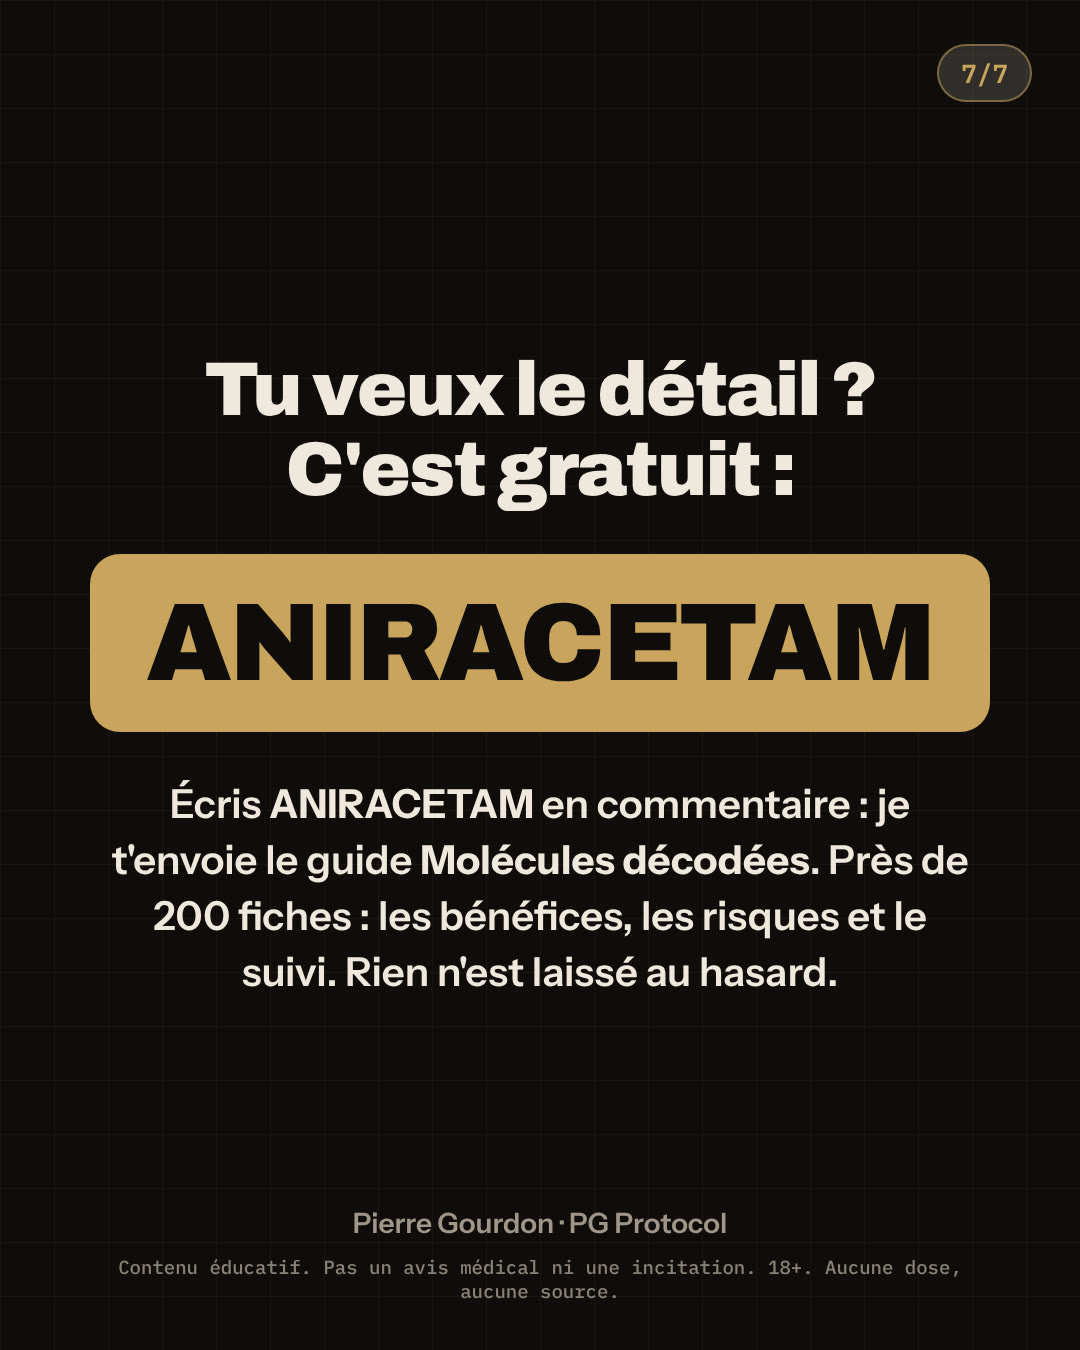 7/7
Tu veux le détail ?
C'est gratuit :
ANIRACETAM
Écris ANIRACETAM en commentaire : je
t'envoie le guide Molécules décodées. Près de
200 fiches : les bénéfices, les risques et le
suivi. Rien n'est laissé au hasard.
Pierre Gourdon · PG Protocol
Contenu éducatif. Pas un avis médical ni une incitation. 18+. Aucune dose,
aucune source.